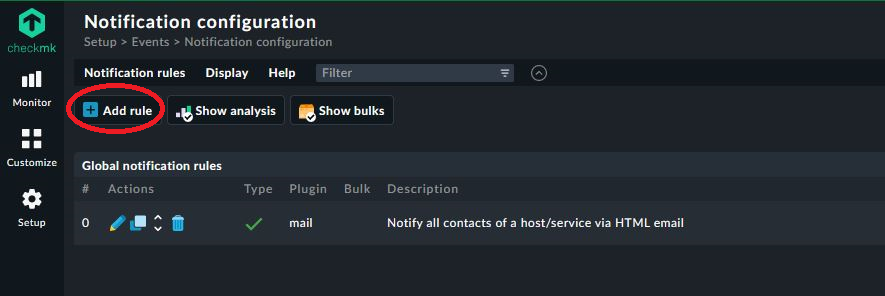 Notification configuration
Setup > Events > Notification configuration
checkmk
Notification rules Display Help Filter
Monitor
Add rule Show analysis Show bulks
Customize
Global notification rules
# Actions Type Plugin Bulk Description
Setup
0 mail Notify all contacts of a host/service via HTML email